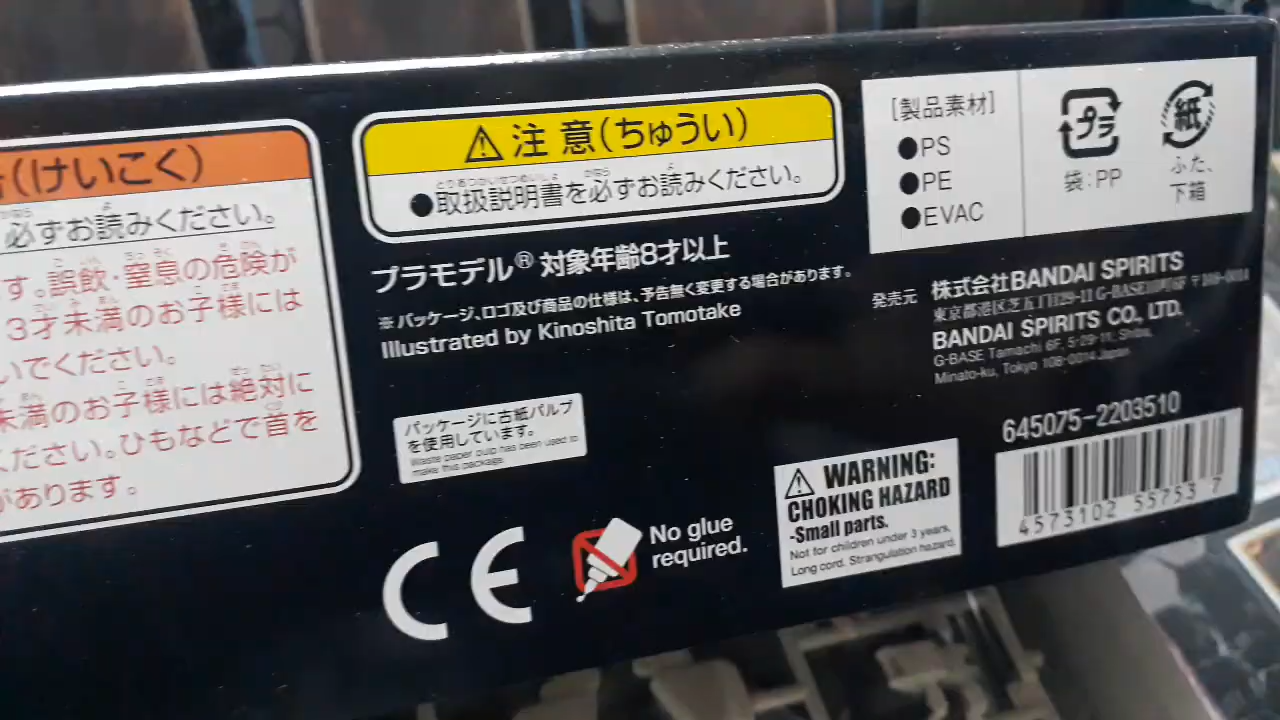 (けいこく)
必ずお読みください。
す。誤飲・窒息の危険が
3才未満のお子様には
いでください。
未満のお子様には絶対に
ください。ひもなどで首を
があります。
注意(ちゅうい)
●取扱説明書を必ずお読みください。
プラモデル® 対象年齢8才以上
※パッケージ、ロゴ及び商品の仕様は、予告無く変更する場合があります。
Illustrated by Kinoshita Tomotake
パッケージに古紙パルプ
を使用しています。
Waste paper pulp has been used to
make this package.
CE
No glue
required.
WARNING:
CHOKING HAZARD
-Small parts.
Not for children under 3 years.
Long cord. Strangulation hazard.
[製品素材]
●PS
●PE
●EVAC
プラ
袋:PP
紙
ふた、
下箱
発売元
株式会社BANDAI SPIRITS
東京都港区芝五丁目29-11 G-BASE田町6F 〒108-0014
BANDAI SPIRITS CO., LTD.
G-BASE Tamachi 6F, 5-29-11, Shiba,
Minato-ku, Tokyo 108-0014 Japan
645075-2203510
4573102 55753 7